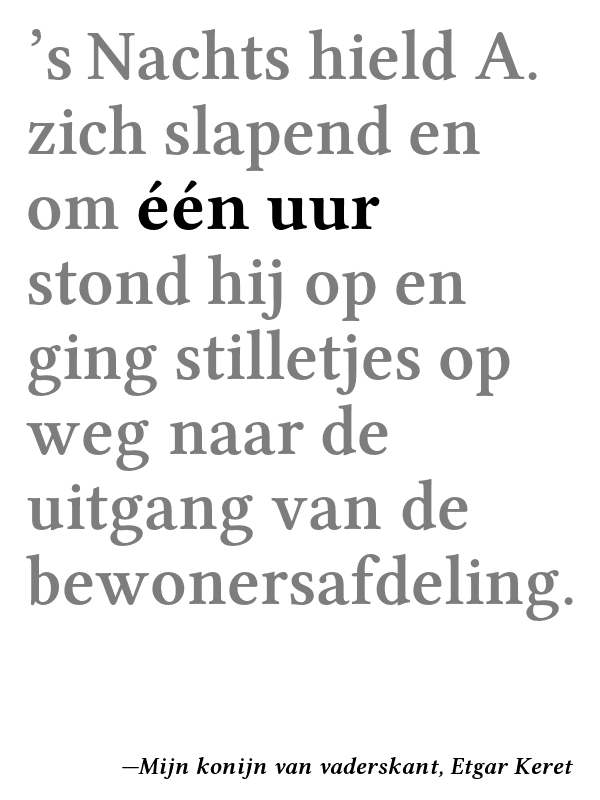 ’s Nachts hield A.
zich slapend en
om één uur
stond hij op en
ging stilletjes op
weg naar de
uitgang van de
bewonersafdeling.
—Mijn konijn van vaderskant, Etgar Keret